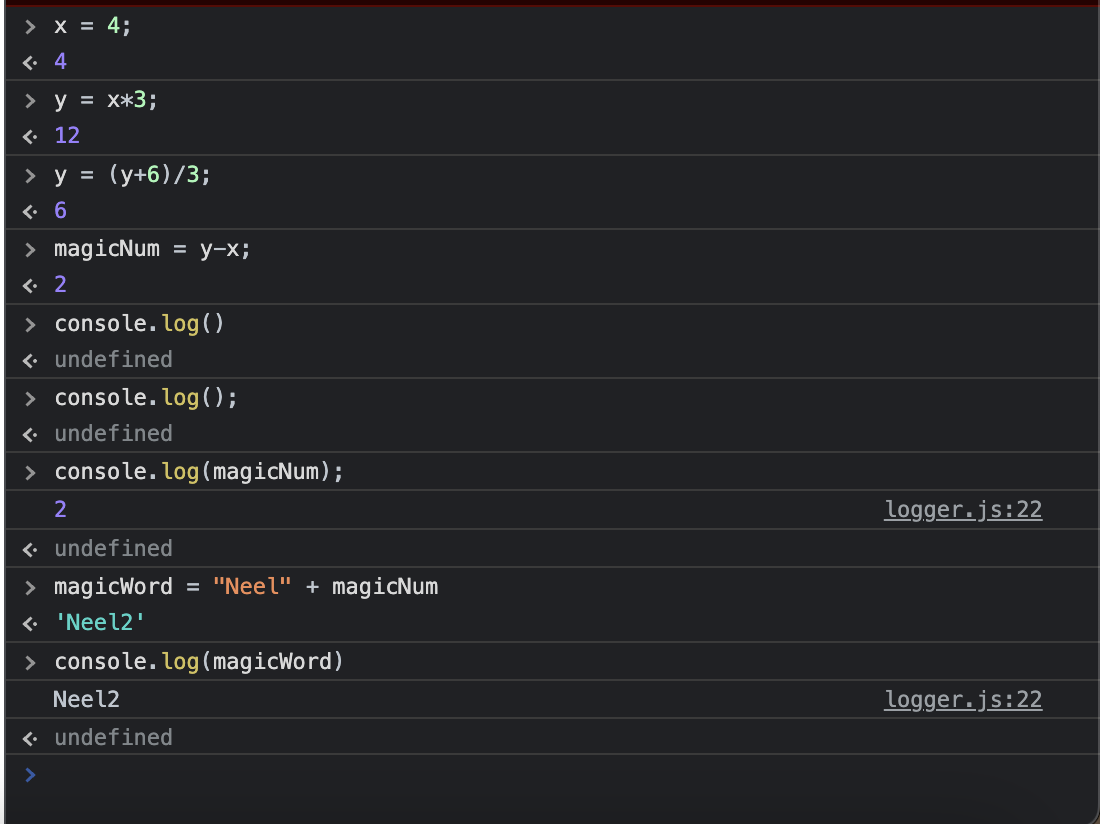 > x = 4;
<· 4
> y = x*3;
<· 12
> y = (y+6)/3;
<· 6
> magicNum = y-x;
<· 2
> console.log()
<· undefined
> console.log();
<· undefined
> console.log(magicNum);
2 logger.js:22
<· undefined
> magicWord = "Neel" + magicNum
<· 'Neel2'
> console.log(magicWord)
Neel2 logger.js:22
<· undefined
>